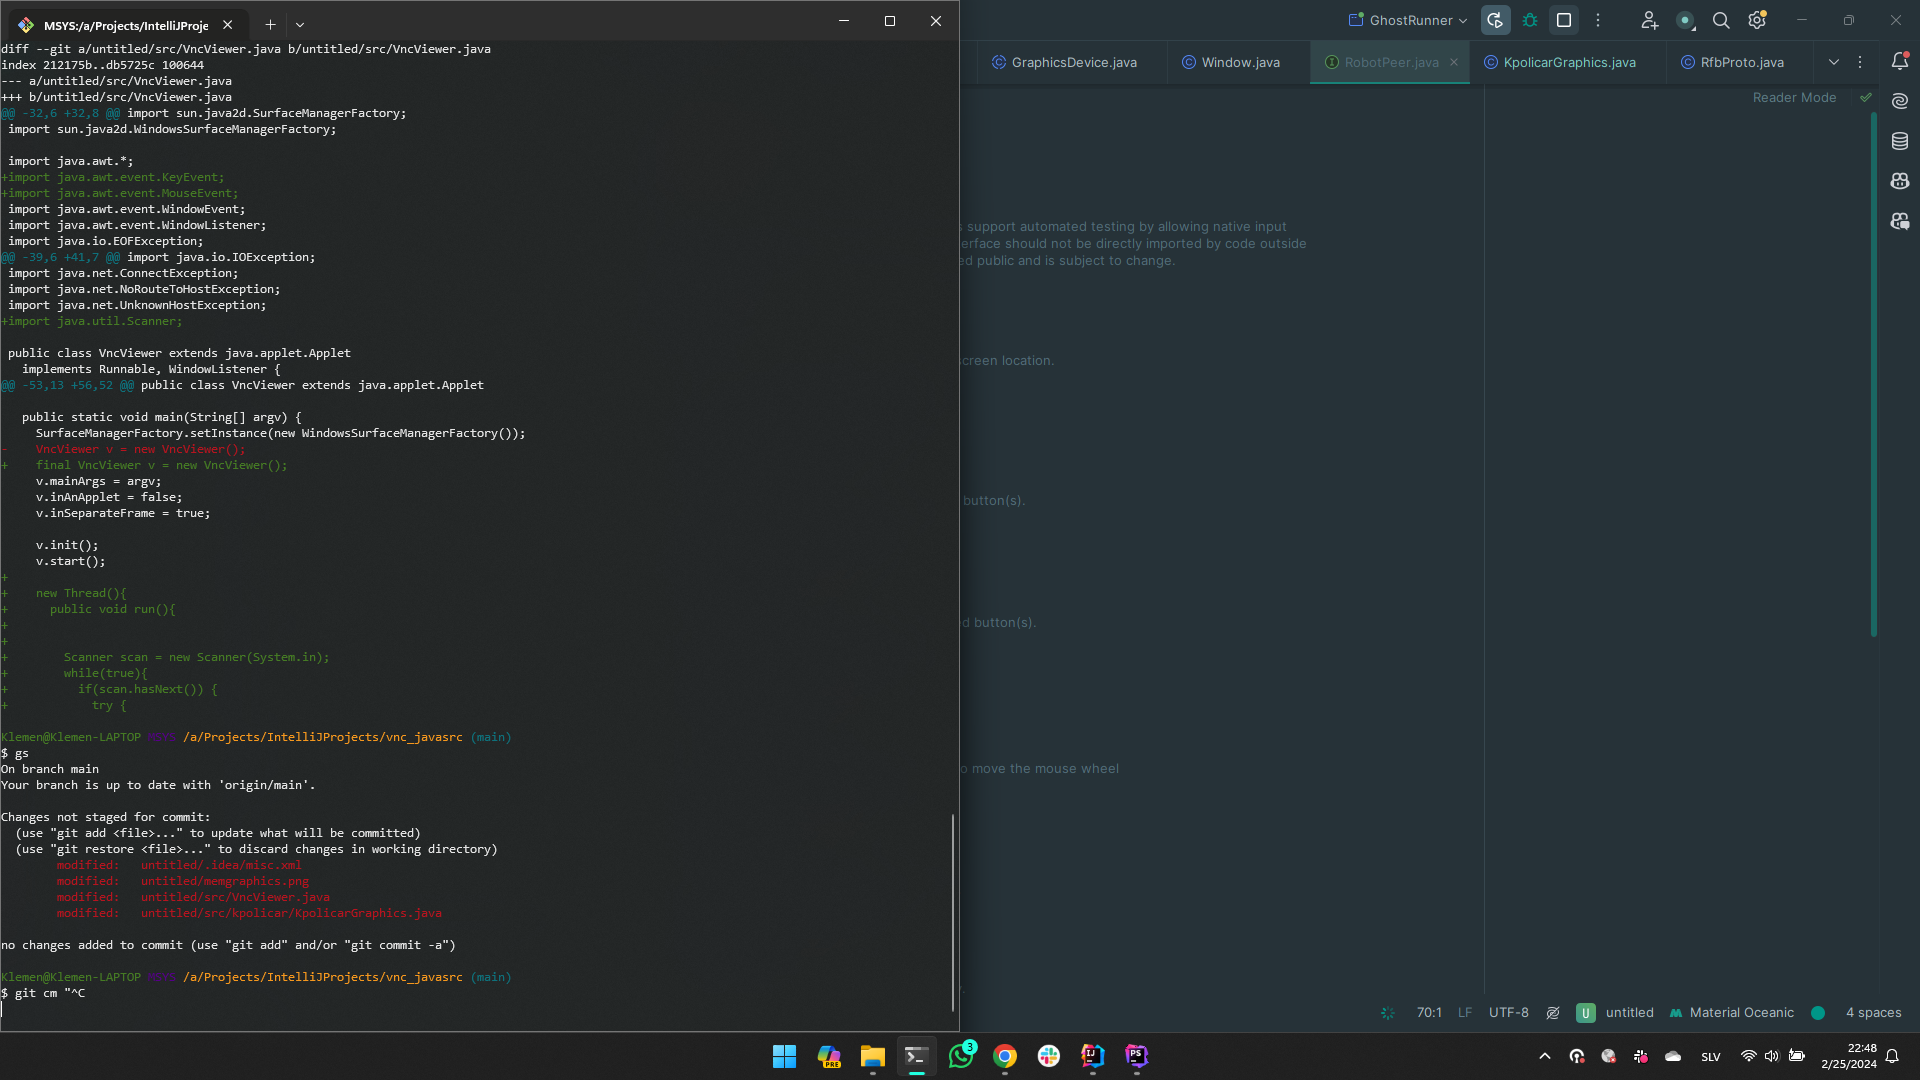 MSYS:/a/Projects/IntelliJProje
diff --git a/untitled/src/VncViewer.java b/untitled/src/VncViewer.java
index 212175b..db5725c 100644
--- a/untitled/src/VncViewer.java
+++ b/untitled/src/VncViewer.java
@@ -32,6 +32,8 @@ import sun.java2d.SurfaceManagerFactory;
import sun.java2d.WindowsSurfaceManagerFactory;
import java.awt.*;
+import java.awt.event.KeyEvent;
+import java.awt.event.MouseEvent;
import java.awt.event.WindowEvent;
import java.awt.event.WindowListener;
import java.io.EOFException;
@@ -39,6 +41,7 @@ import java.io.IOException;
import java.net.ConnectException;
import java.net.NoRouteToHostException;
import java.net.UnknownHostException;
+import java.util.Scanner;
public class VncViewer extends java.applet.Applet
implements Runnable, WindowListener {
@@ -53,13 +56,52 @@ public class VncViewer extends java.applet.Applet
public static void main(String[] argv) {
SurfaceManagerFactory.setInstance(new WindowsSurfaceManagerFactory());
-    VncViewer v = new VncViewer();
+    final VncViewer v = new VncViewer();
v.mainArgs = argv;
v.inAnApplet = false;
v.inSeparateFrame = true;
v.init();
v.start();
+
+    new Thread(){
+      public void run(){
+
+
+        Scanner scan = new Scanner(System.in);
+        while(true){
+          if(scan.hasNext()) {
+            try {
Klemen@Klemen-LAPTOP MSYS /a/Projects/IntelliJProjects/vnc_javasrc (main)
$ gs
On branch main
Your branch is up to date with 'origin/main'.
Changes not staged for commit:
(use "git add <file>..." to update what will be committed)
(use "git restore <file>..." to discard changes in working directory)
modified:   untitled/.idea/misc.xml
modified:   untitled/memgraphics.png
modified:   untitled/src/VncViewer.java
modified:   untitled/src/kpolicar/KpolicarGraphics.java
no changes added to commit (use "git add" and/or "git commit -a")
Klemen@Klemen-LAPTOP MSYS /a/Projects/IntelliJProjects/vnc_javasrc (main)
$ git cm "^C
GhostRunner
GraphicsDevice.java
Window.java
RobotPeer.java
KpolicarGraphics.java
RfbProto.java
Reader Mode
s support automated testing by allowing native input
erface should not be directly imported by code outside
ed public and is subject to change.
screen location.
button(s).
d button(s).
o move the mouse wheel
70:1 LF UTF-8 U untitled Material Oceanic 4 spaces
PRE
3
IJ
PS
SLV
22:48
2/25/2024